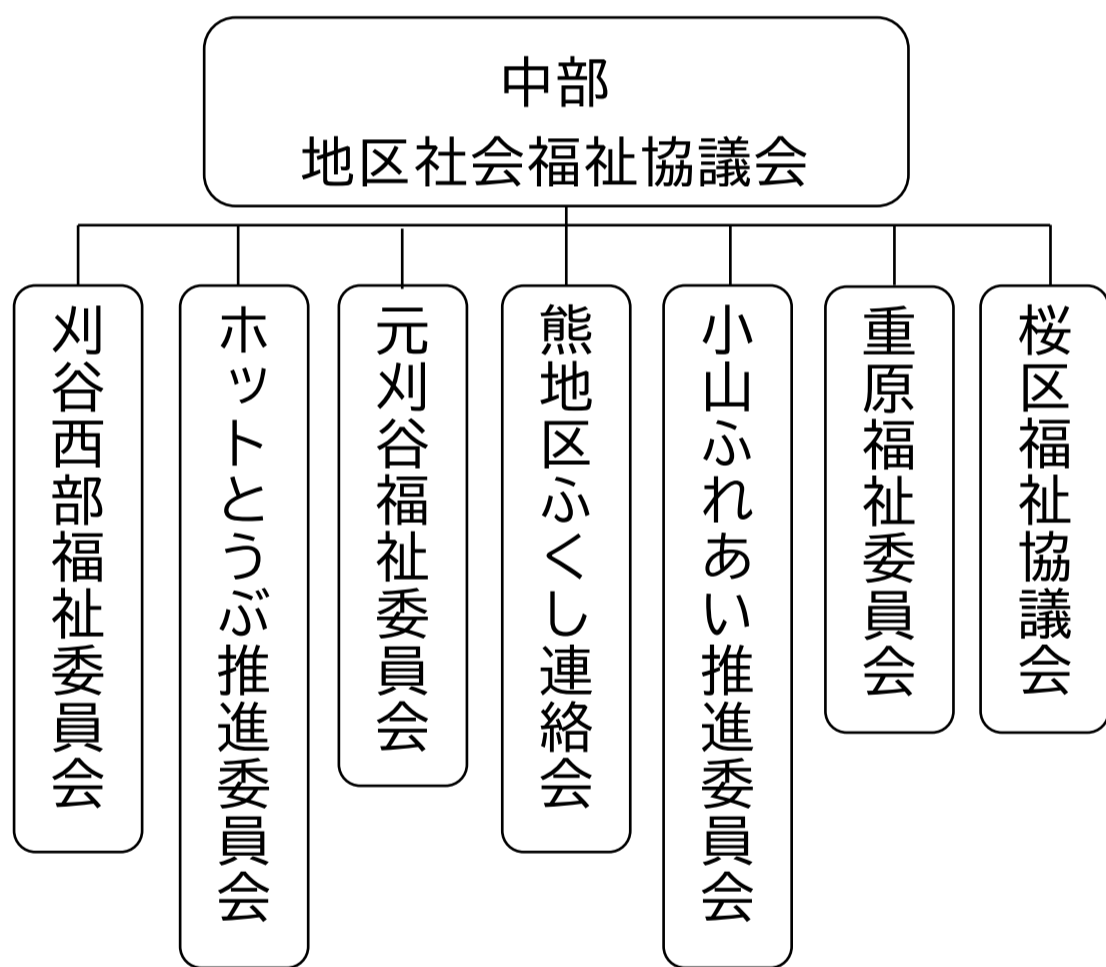 中部
地区社会福祉協議会
刈谷西部福祉委員会
ホットとうぶ推進委員会
元刈谷福祉委員会
熊地区ふくし連絡会
小山ふれあい推進委員会
重原福祉委員会
桜区福祉協議会